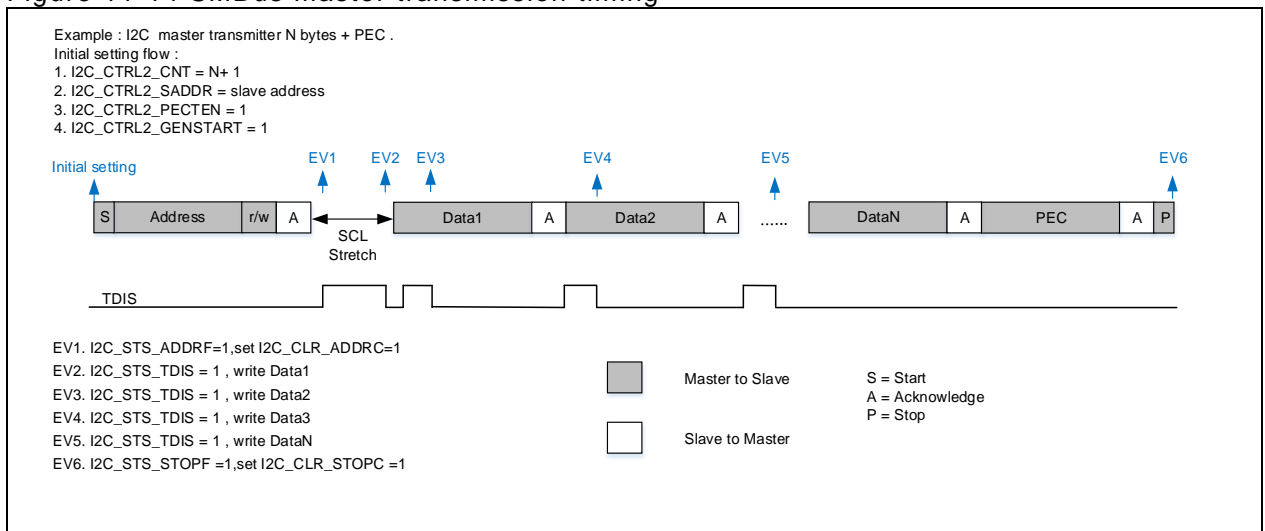 Example : I2C master transmitter N bytes + PEC .
Initial setting flow :
1. I2C_CTRL2_CNT = N+ 1
2. I2C_CTRL2_SADDR = slave address
3. I2C_CTRL2_PECTEN = 1
4. I2C_CTRL2_GENSTART = 1
Initial setting EV1 EV2 EV3 EV4 EV5 EV6
S Address r/w A Data1 A Data2 A ...... DataN A PEC A P
SCL
Stretch
TDIS
EV1. I2C_STS_ADDRF=1,set I2C_CLR_ADDRC=1
EV2. I2C_STS_TDIS = 1 , write Data1
EV3. I2C_STS_TDIS = 1 , write Data2
EV4. I2C_STS_TDIS = 1 , write Data3
EV5. I2C_STS_TDIS = 1 , write DataN
EV6. I2C_STS_STOPF =1,set I2C_CLR_STOPC =1
Master to Slave
Slave to Master
S = Start
A = Acknowledge
P = Stop